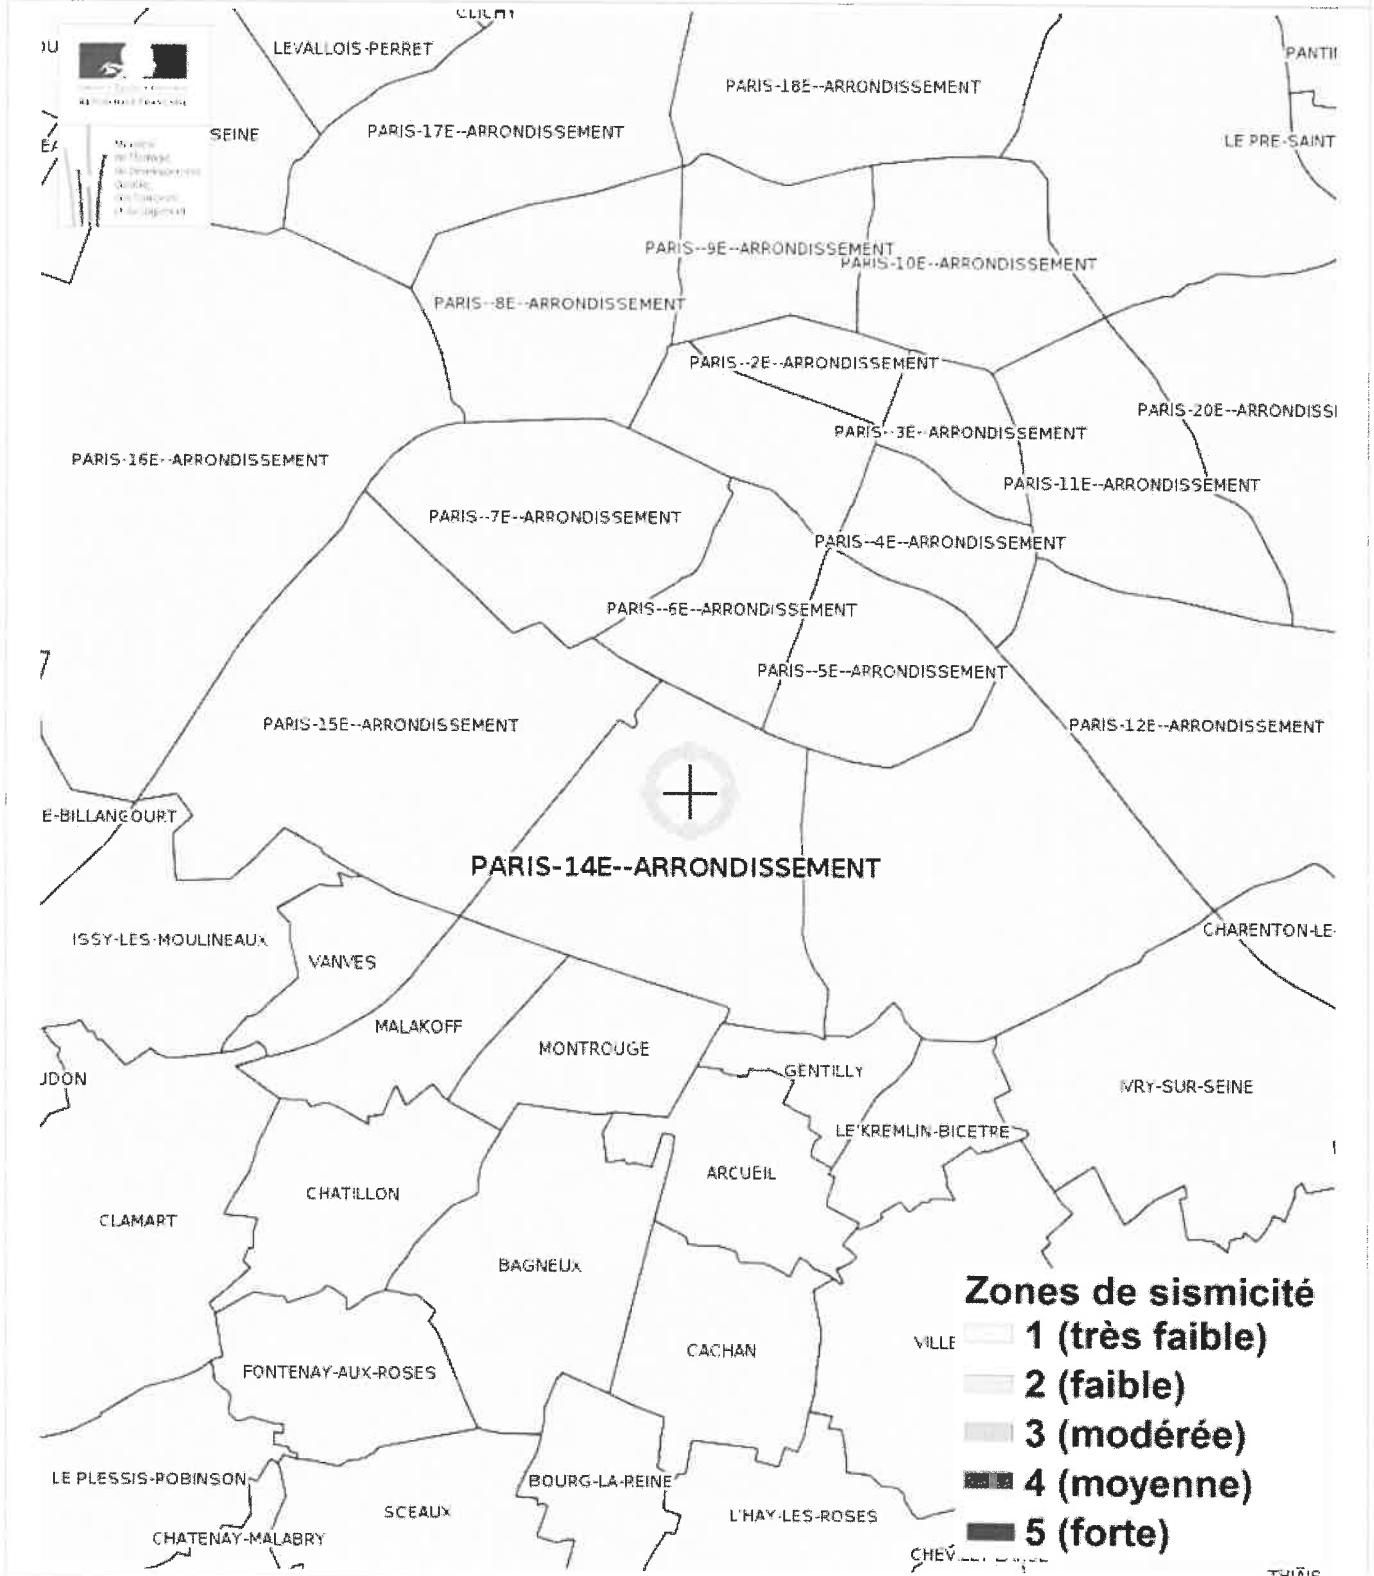 CLICHY
LEVALLOIS-PERRET
PARIS-18E--ARRONDISSEMENT
PANTI
PARIS-17E--ARRONDISSEMENT
SEINE
LE PRE-SAINT
RÉPUBLIQUE FRANÇAISE
PARIS--9E--ARRONDISSEMENT
PARIS-10E--ARRONDISSEMENT
PARIS--8E--ARRONDISSEMENT
PARIS--2E--ARRONDISSEMENT
PARIS-20E--ARRONDISSI
PARIS--3E--ARRONDISSEMENT
PARIS-16E--ARRONDISSEMENT
PARIS-11E--ARRONDISSEMENT
PARIS--7E--ARRONDISSEMENT
PARIS--4E--ARRONDISSEMENT
PARIS--6E--ARRONDISSEMENT
PARIS--5E--ARRONDISSEMENT
PARIS-15E--ARRONDISSEMENT
PARIS-12E--ARRONDISSEMENT
E-BILLANCOURT
PARIS-14E--ARRONDISSEMENT
ISSY-LES-MOULINEAUX
CHARENTON-LE-
VANVES
MALAKOFF
MONTROUGE
GENTILLY
JDON
IVRY-SUR-SEINE
LE KREMLIN-BICETRE
ARCUEIL
CHATILLON
CLAMART
BAGNEUX
Zones de sismicité
1 (très faible)
2 (faible)
3 (modérée)
4 (moyenne)
5 (forte)
VILLE
CACHAN
FONTENAY-AUX-ROSES
LE PLESSIS-ROBINSON
BOURG-LA-REINE
SCEAUX
L'HAY-LES-ROSES
CHATENAY-MALABRY
THIAIS